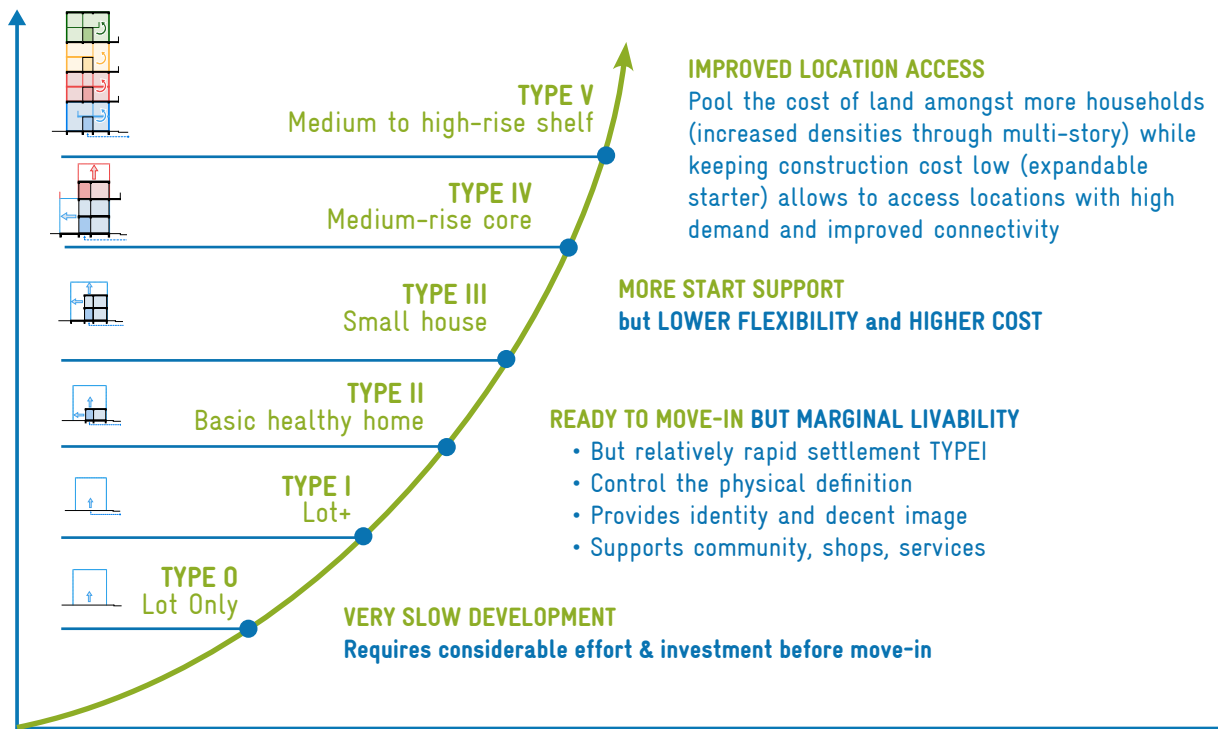 TYPE V
Medium to high-rise shelf
TYPE IV
Medium-rise core
TYPE III
Small house
TYPE II
Basic healthy home
TYPE I
Lot+
TYPE 0
Lot Only
IMPROVED LOCATION ACCESS
Pool the cost of land amongst more households
(increased densities through multi-story) while
keeping construction cost low (expandable
starter) allows to access locations with high
demand and improved connectivity
MORE START SUPPORT
but LOWER FLEXIBILITY and HIGHER COST
READY TO MOVE-IN BUT MARGINAL LIVABILITY
• But relatively rapid settlement TYPEI
• Control the physical definition
• Provides identity and decent image
• Supports community, shops, services
VERY SLOW DEVELOPMENT
Requires considerable effort & investment before move-in